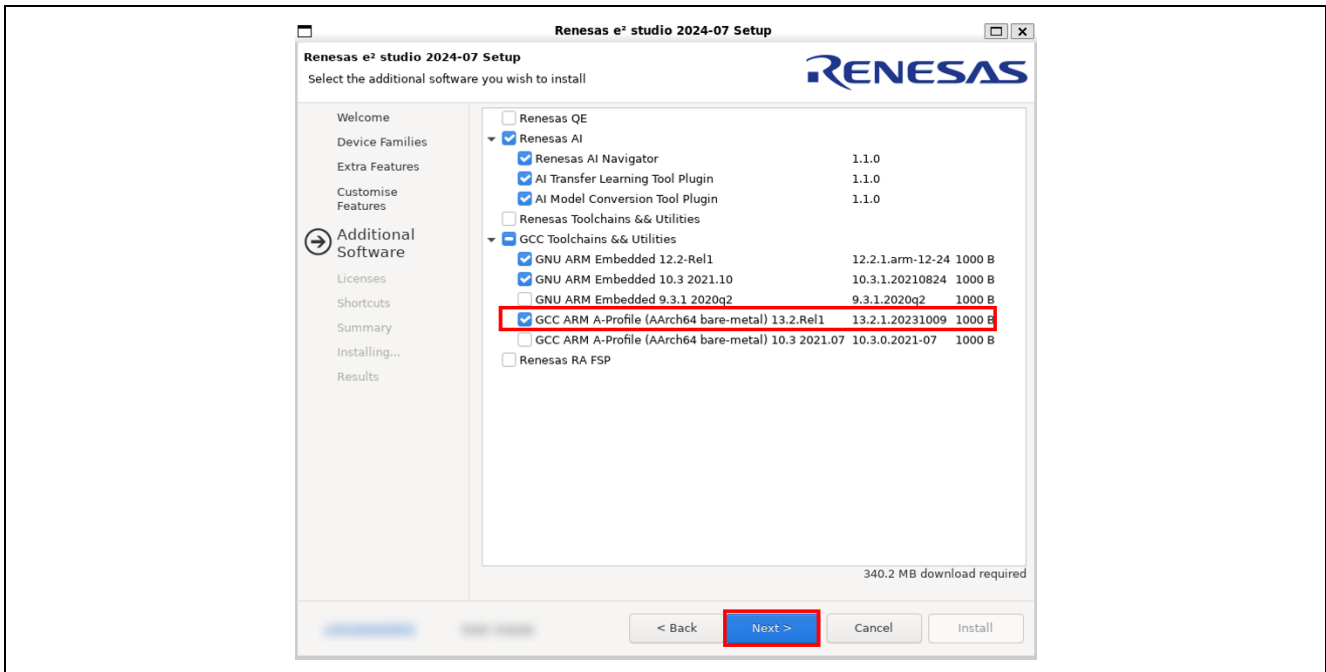 Renesas e² studio 2024-07 Setup
Renesas e² studio 2024-07 Setup
Select the additional software you wish to install
RENESAS
Welcome
Device Families
Extra Features
Customise
Features
Additional
Software
Licenses
Shortcuts
Summary
Installing...
Results
Renesas QE
Renesas AI
Renesas AI Navigator 1.1.0
AI Transfer Learning Tool Plugin 1.1.0
AI Model Conversion Tool Plugin 1.1.0
Renesas Toolchains && Utilities
GCC Toolchains && Utilities
GNU ARM Embedded 12.2-Rel1 12.2.1.arm-12-24 1000 B
GNU ARM Embedded 10.3 2021.10 10.3.1.20210824 1000 B
GNU ARM Embedded 9.3.1 2020q2 9.3.1.2020q2 1000 B
GCC ARM A-Profile (AArch64 bare-metal) 13.2.Rel1 13.2.1.20231009 1000 B
GCC ARM A-Profile (AArch64 bare-metal) 10.3 2021.07 10.3.0.2021-07 1000 B
Renesas RA FSP
340.2 MB download required
< Back Next > Cancel Install